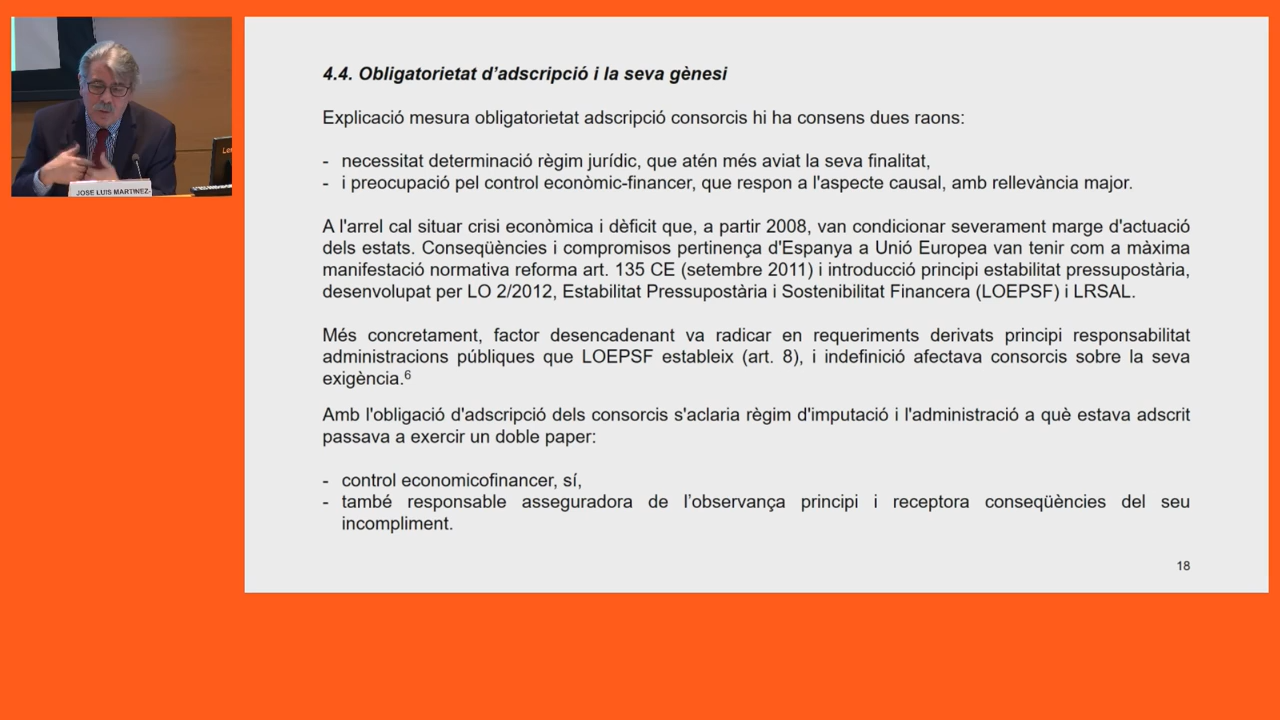 4.4. Obligatorietat d'adscripció i la seva gènesi
Explicació mesura obligatorietat adscripció consorcis hi ha consens dues raons:
- necessitat determinació règim jurídic, que atén més aviat la seva finalitat,
- i preocupació pel control econòmic-financer, que respon a l'aspecte causal, amb rellevància major.
A l'arrel cal situar crisi econòmica i dèficit que, a partir 2008, van condicionar severament marge d'actuació
dels estats. Conseqüències i compromisos pertinença d'Espanya a Unió Europea van tenir com a màxima
manifestació normativa reforma art. 135 CE (setembre 2011) i introducció principi estabilitat pressupostària,
desenvolupat per LO 2/2012, Estabilitat Pressupostària i Sostenibilitat Financera (LOEPSF) i LRSAL.
Més concretament, factor desencadenant va radicar en requeriments derivats principi responsabilitat
administracions públiques que LOEPSF estableix (art. 8), i indefinició afectava consorcis sobre la seva
exigència.⁶
Amb l'obligació d'adscripció dels consorcis s'aclaria règim d'imputació i l'administració a què estava adscrit
passava a exercir un doble paper:
- control economicofinancer, sí,
- també responsable asseguradora de l'observança principi i receptora conseqüències del seu
incompliment.
18
JOSE LUIS MARTINEZ-